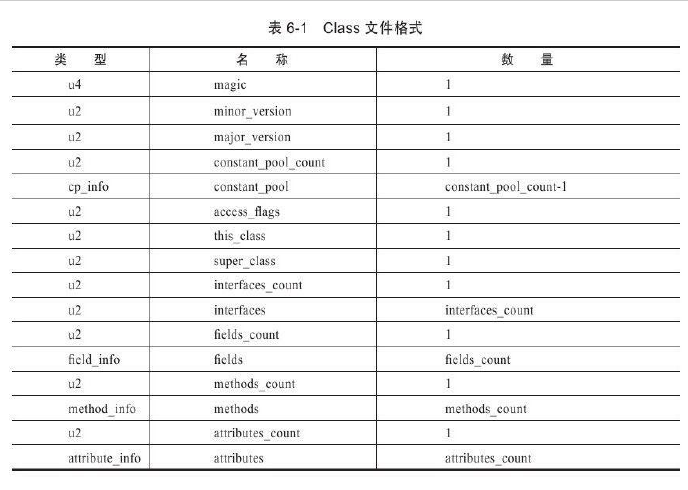 表 6-1 Class 文件格式
类 型 名 称 数 量
u4 magic 1
u2 minor_version 1
u2 major_version 1
u2 constant_pool_count 1
cp_info constant_pool constant_pool_count-1
u2 access_flags 1
u2 this_class 1
u2 super_class 1
u2 interfaces_count 1
u2 interfaces interfaces_count
u2 fields_count 1
field_info fields fields_count
u2 methods_count 1
method_info methods methods_count
u2 attributes_count 1
attribute_info attributes attributes_count